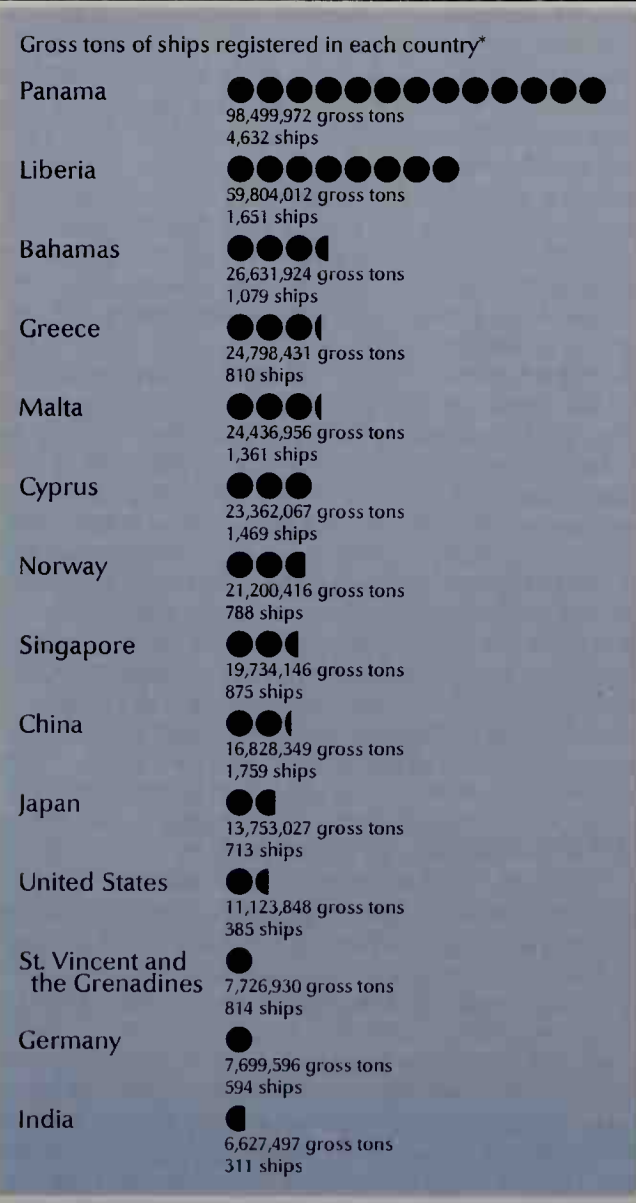 Gross tons of ships registered in each country*
Panama
98,499,972 gross tons
4,632 ships
Liberia
59,804,012 gross tons
1,651 ships
Bahamas
26,631,924 gross tons
1,079 ships
Greece
24,798,431 gross tons
810 ships
Malta
24,436,956 gross tons
1,361 ships
Cyprus
23,362,067 gross tons
1,469 ships
Norway
21,200,416 gross tons
788 ships
Singapore
19,734,146 gross tons
875 ships
China
16,828,349 gross tons
1,759 ships
Japan
13,753,027 gross tons
713 ships
United States
11,123,848 gross tons
385 ships
St. Vincent and
the Grenadines
7,726,930 gross tons
814 ships
Germany
7,699,596 gross tons
594 ships
India
6,627,497 gross tons
311 ships